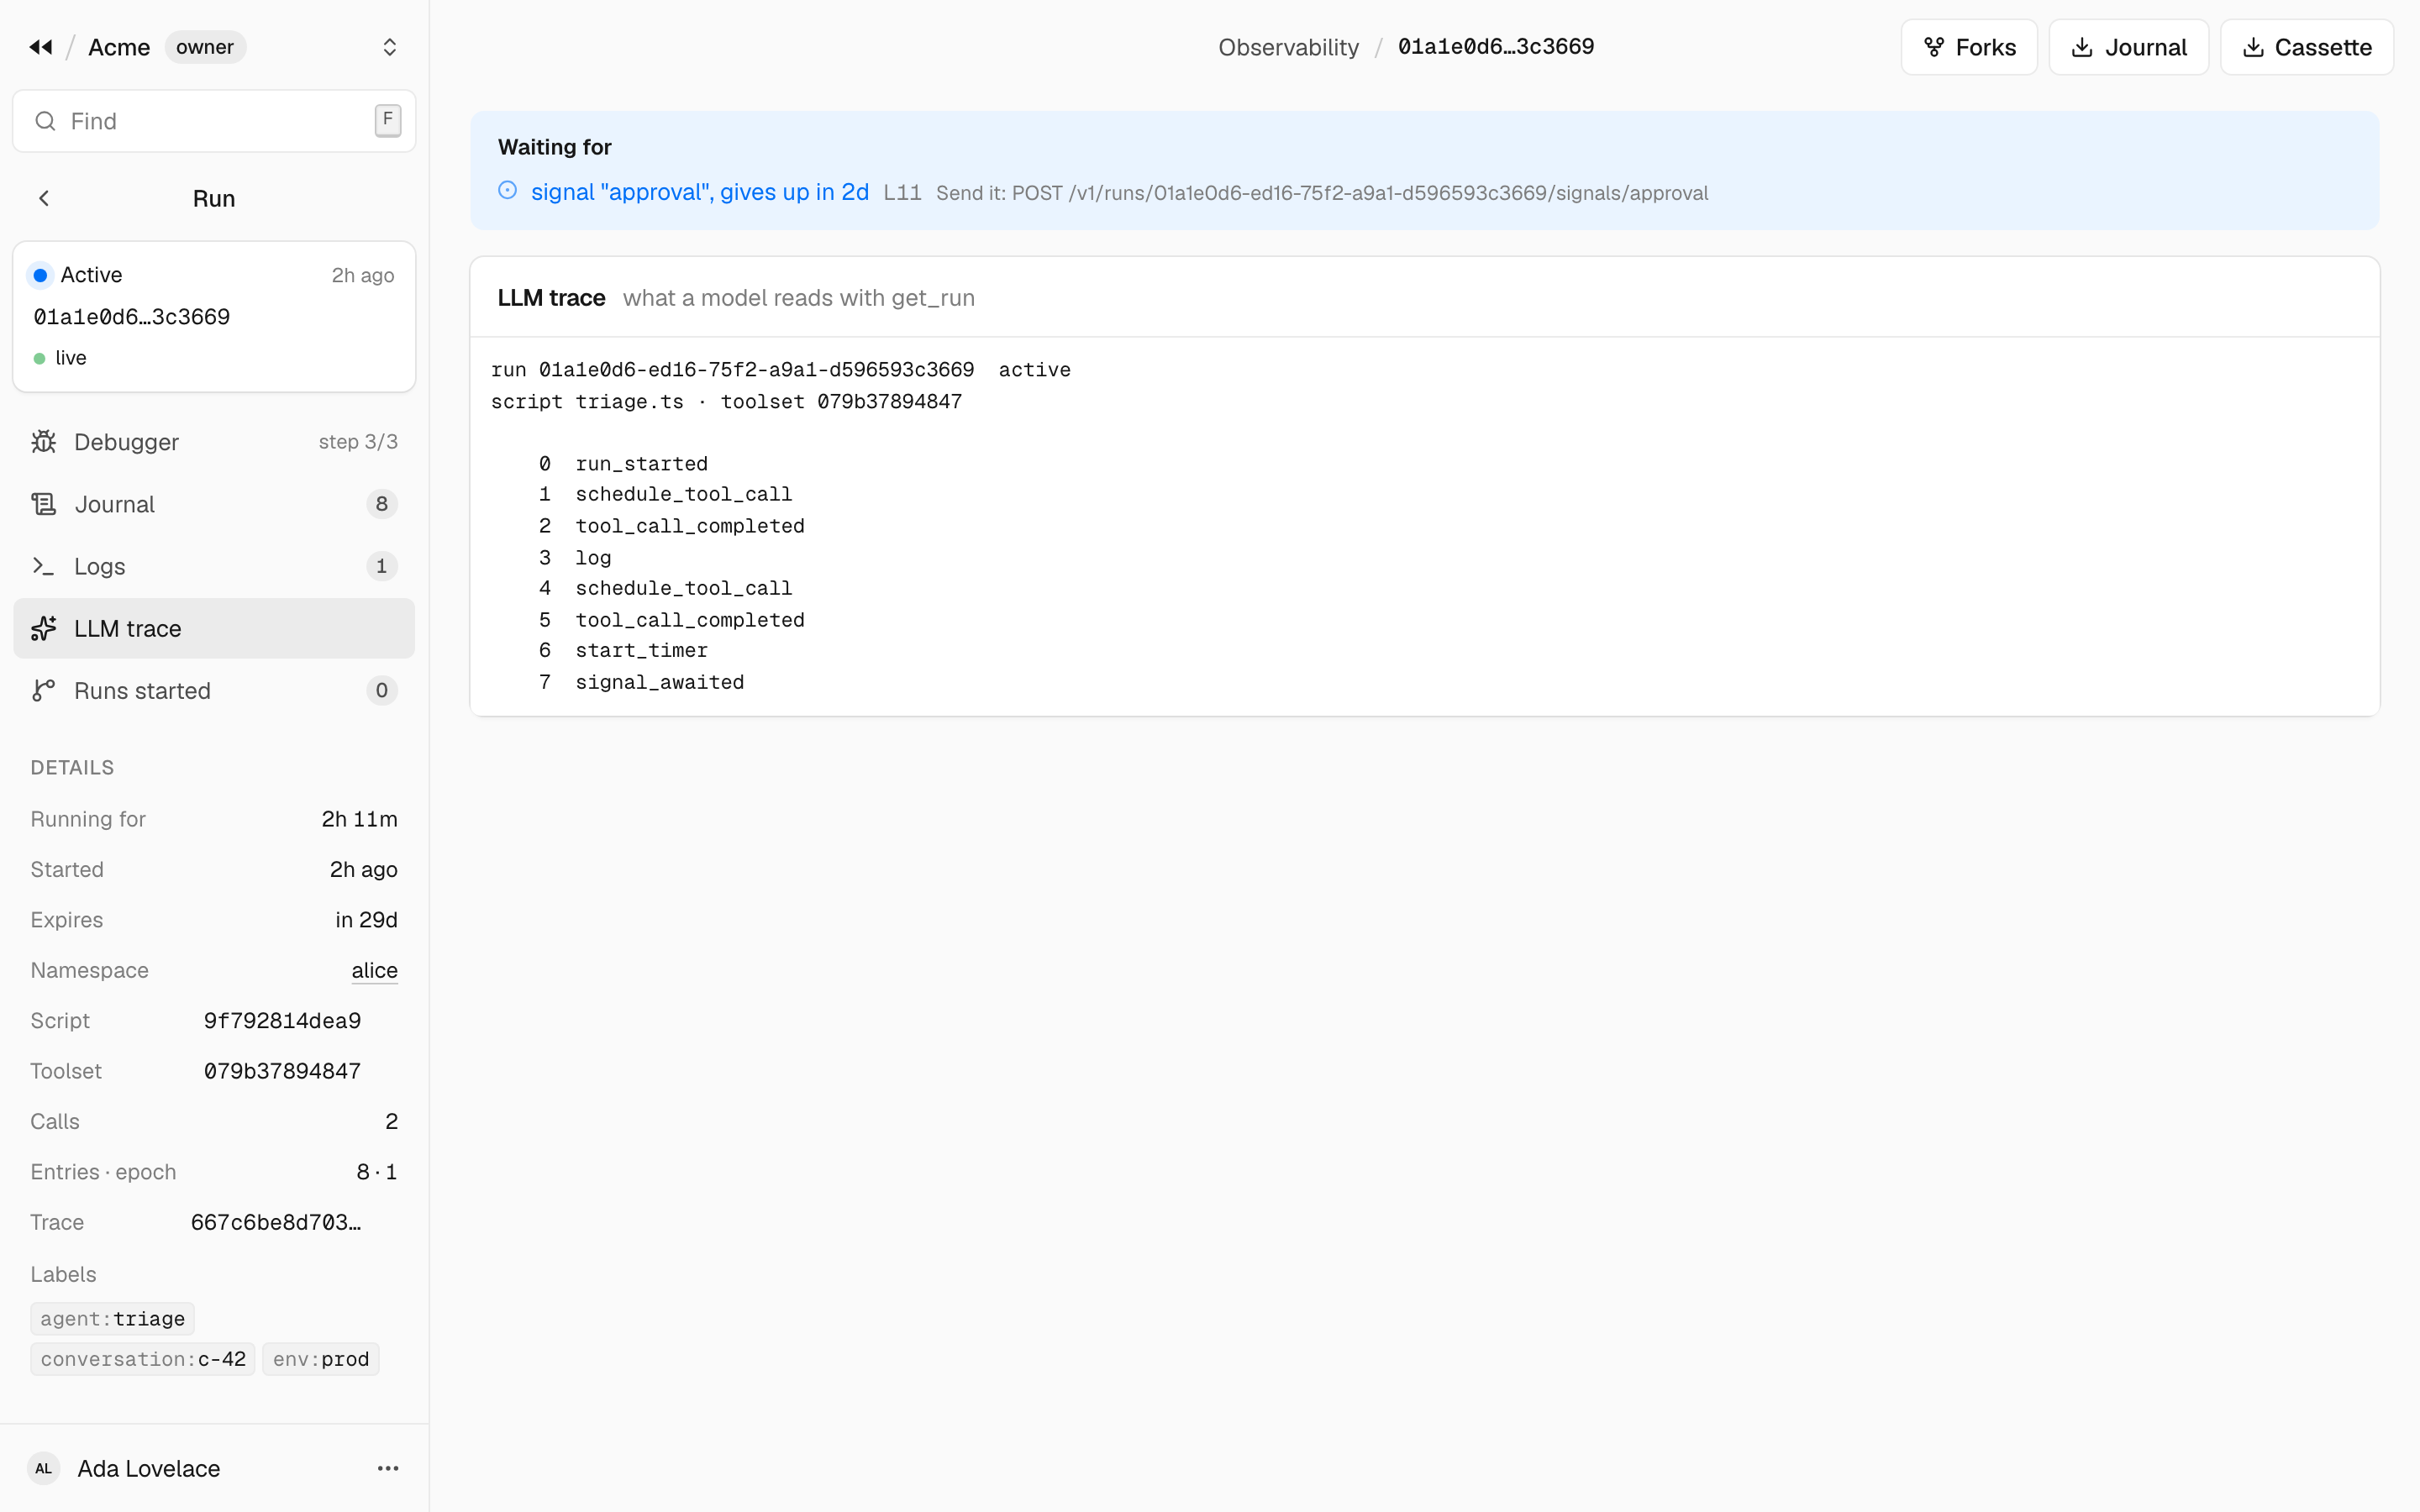 / Acme owner
Find F
Run
Active 2h ago
01a1e0d6…3c3669
live
Debugger step 3/3
Journal 8
Logs 1
LLM trace
Runs started 0
DETAILS
Running for 2h 11m
Started 2h ago
Expires in 29d
Namespace alice
Script 9f792814dea9
Toolset 079b37894847
Calls 2
Entries · epoch 8 · 1
Trace 667c6be8d703…
Labels
agent:triage
conversation:c-42 env:prod
AL Ada Lovelace
Observability / 01a1e0d6…3c3669
Forks Journal Cassette
Waiting for
signal "approval", gives up in 2d L11 Send it: POST /v1/runs/01a1e0d6-ed16-75f2-a9a1-d596593c3669/signals/approval
LLM trace what a model reads with get_run
run 01a1e0d6-ed16-75f2-a9a1-d596593c3669 active
script triage.ts · toolset 079b37894847
0 run_started
1 schedule_tool_call
2 tool_call_completed
3 log
4 schedule_tool_call
5 tool_call_completed
6 start_timer
7 signal_awaited